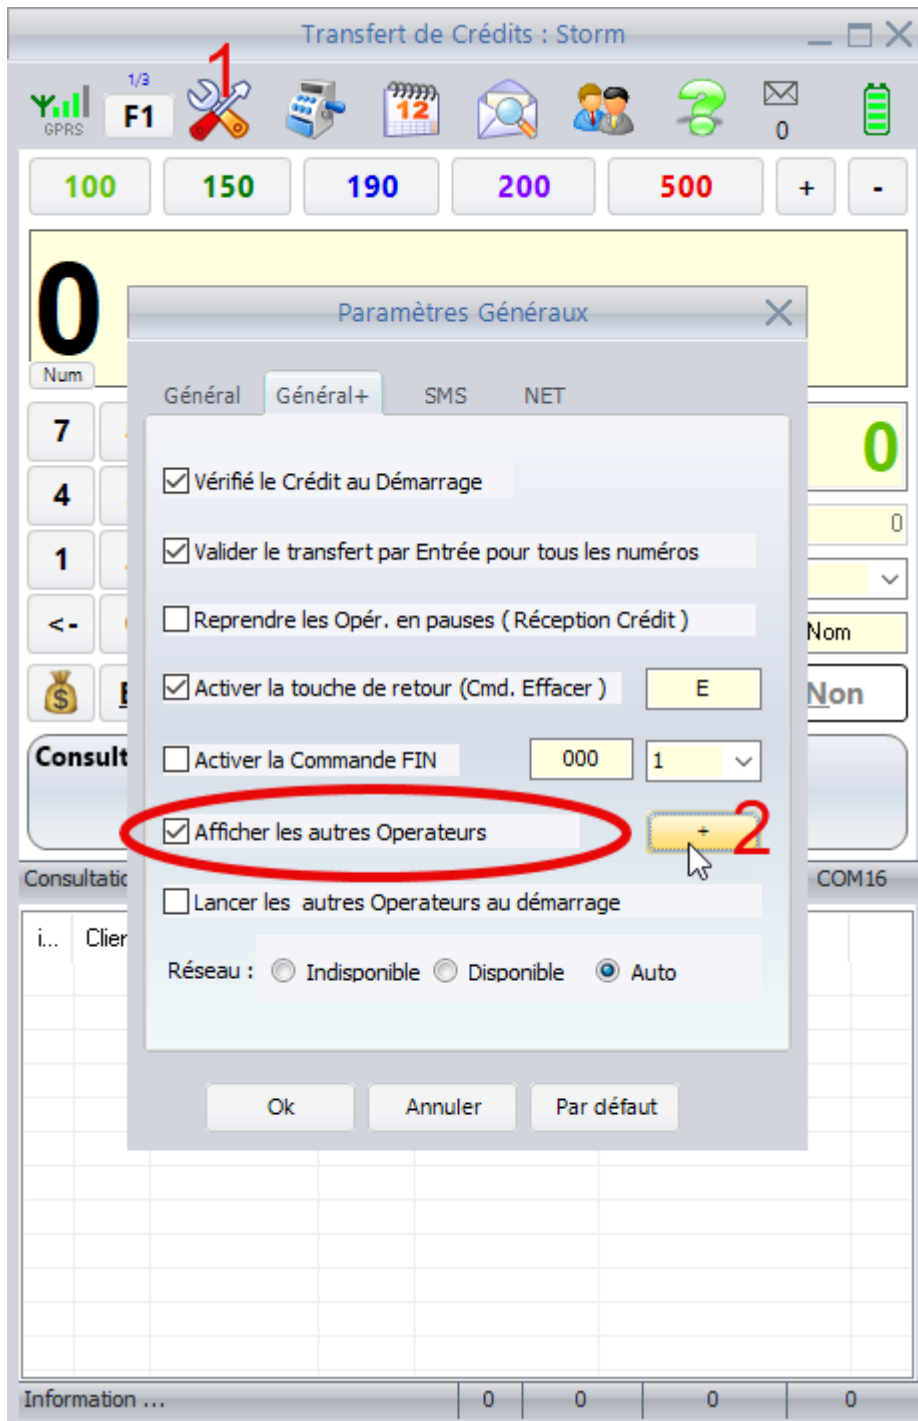 Transfert de Crédits : Storm
1
1/3
GPRS
F1
12
0
100 150 190 200 500 + -
0
Num
Paramètres Généraux
Général Général+ SMS NET
7
0
Vérifié le Crédit au Démarrage
4
0
Valider le transfert par Entrée pour tous les numéros
1
<-
Reprendre les Opér. en pauses ( Réception Crédit )
Nom
Activer la touche de retour (Cmd. Effacer ) E
Non
Consult
Activer la Commande FIN 000 1
Afficher les autres Operateurs + 2
Consultatio
COM16
Lancer les autres Operateurs au démarrage
i... Clien
Réseau : Indisponible Disponible Auto
Ok Annuler Par défaut
Information ... 0 0 0 0